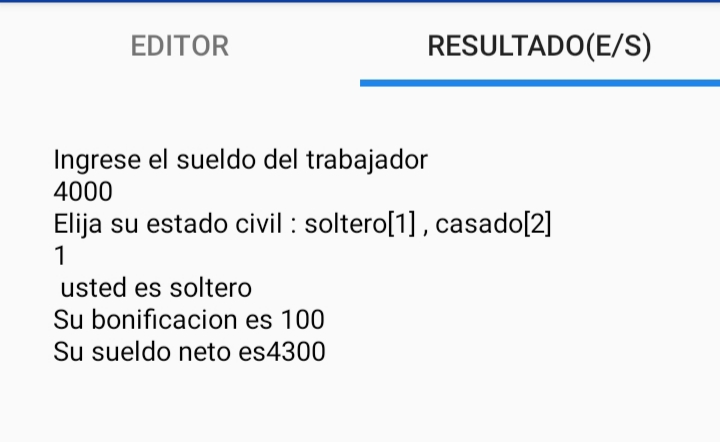 EDITOR RESULTADO(E/S)
Ingrese el sueldo del trabajador
4000
Elija su estado civil : soltero[1] , casado[2]
1
usted es soltero
Su bonificacion es 100
Su sueldo neto es4300